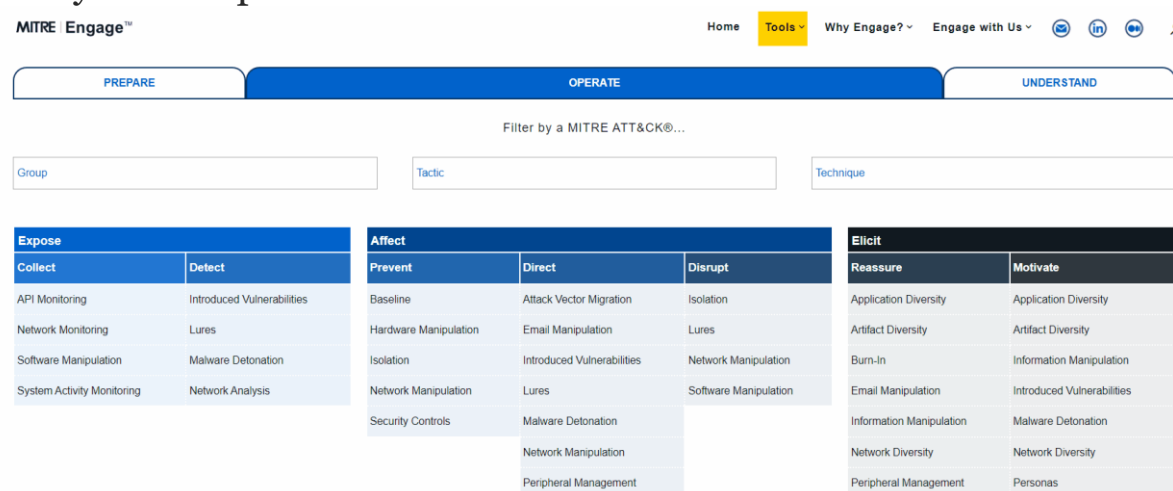 MITRE | Engage™
Home Tools Why Engage? Engage with Us
PREPARE OPERATE UNDERSTAND
Filter by a MITRE ATT&CK®...
Group Tactic Technique
Expose Affect Elicit
Collect Detect Prevent Direct Disrupt Reassure Motivate
API Monitoring Introduced Vulnerabilities Baseline Attack Vector Migration Isolation Application Diversity Application Diversity
Network Monitoring Lures Hardware Manipulation Email Manipulation Lures Artifact Diversity Artifact Diversity
Software Manipulation Malware Detonation Isolation Introduced Vulnerabilities Network Manipulation Burn-In Information Manipulation
System Activity Monitoring Network Analysis Network Manipulation Lures Software Manipulation Email Manipulation Introduced Vulnerabilities
Security Controls Malware Detonation Information Manipulation Malware Detonation
Network Manipulation Network Diversity Network Diversity
Peripheral Management Peripheral Management Personas